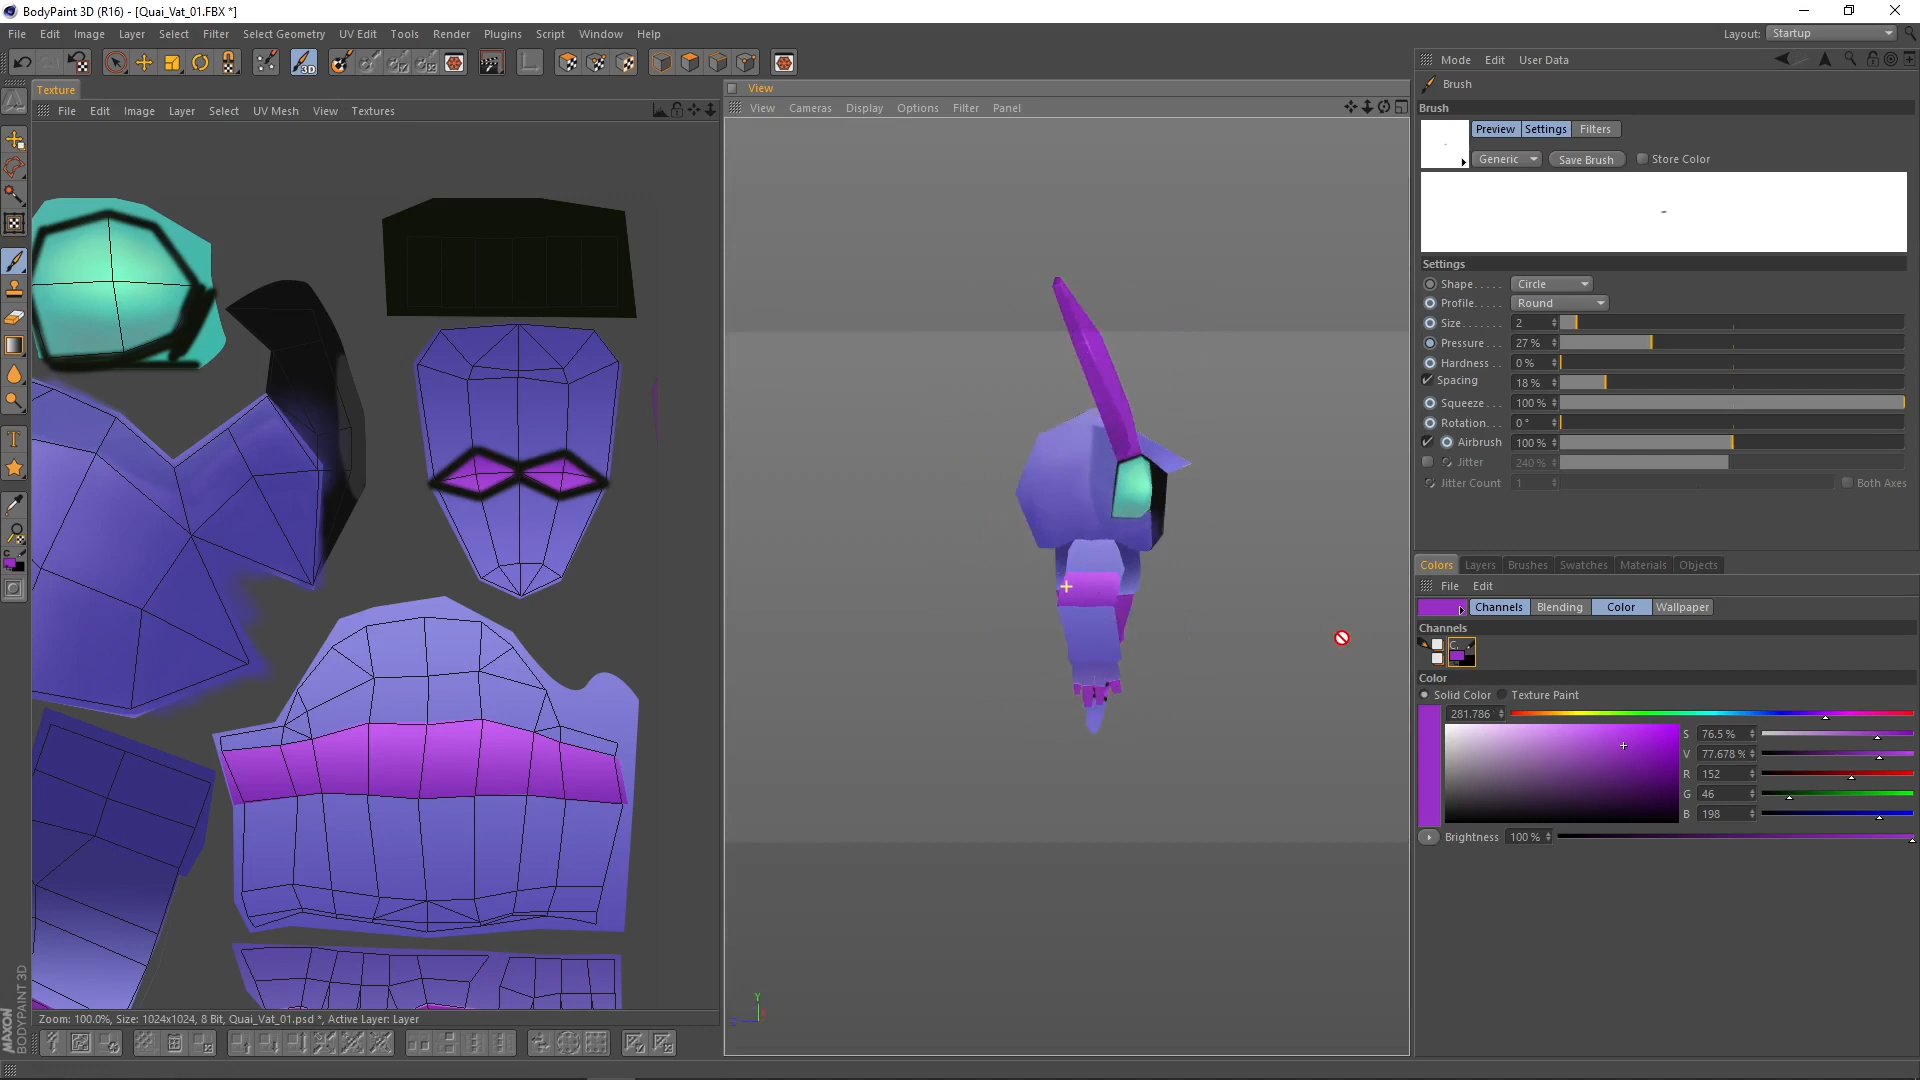 BodyPaint 3D (R16) - [Quai_Vat_01.FBX *]
File Edit Image Layer Select Filter Select Geometry UV Edit Tools Render Plugins Script Window Help
Layout: Startup
3D
Texture
File Edit Image Layer Select UV Mesh View Textures
View
View Cameras Display Options Filter Panel
Mode Edit User Data
Brush
Brush
Preview Settings Filters
Generic Save Brush Store Color
Settings
Shape..... Circle
Profile..... Round
Size....... 2
Pressure... 27 %
Hardness.. 0 %
Spacing 18 %
Squeeze... 100 %
Rotation... 0 °
Airbrush 100 %
Jitter 240 %
Jitter Count 1 Both Axes
Colors Layers Brushes Swatches Materials Objects
File Edit
Channels Blending Color Wallpaper
Channels
C
Color
Solid Color Texture Paint
281.786 °
S 76.5 %
V 77.678 %
R 152
G 46
B 198
Brightness 100 %
Y
Zoom: 100.0%, Size: 1024x1024, 8 Bit, Quai_Vat_01.psd *, Active Layer: Layer
MAXON
BODYPAINT 3D